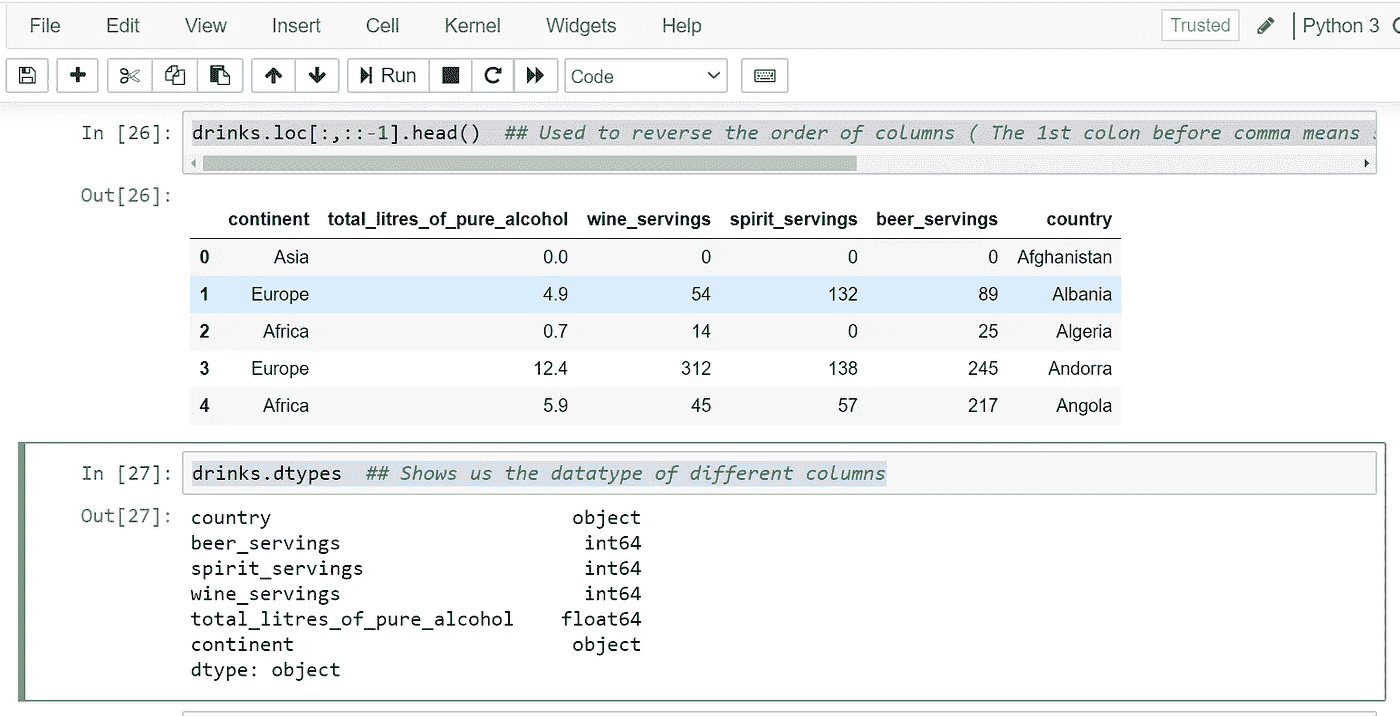 File Edit View Insert Cell Kernel Widgets Help Trusted Python 3
Run Code
In [26]: drinks.loc[:,::-1].head()  ## Used to reverse the order of columns ( The 1st colon before comma means
Out[26]:
continent total_litres_of_pure_alcohol wine_servings spirit_servings beer_servings country
0 Asia 0.0 0 0 0 Afghanistan
1 Europe 4.9 54 132 89 Albania
2 Africa 0.7 14 0 25 Algeria
3 Europe 12.4 312 138 245 Andorra
4 Africa 5.9 45 57 217 Angola
In [27]: drinks.dtypes  ## Shows us the datatype of different columns
Out[27]: country object
beer_servings int64
spirit_servings int64
wine_servings int64
total_litres_of_pure_alcohol float64
continent object
dtype: object